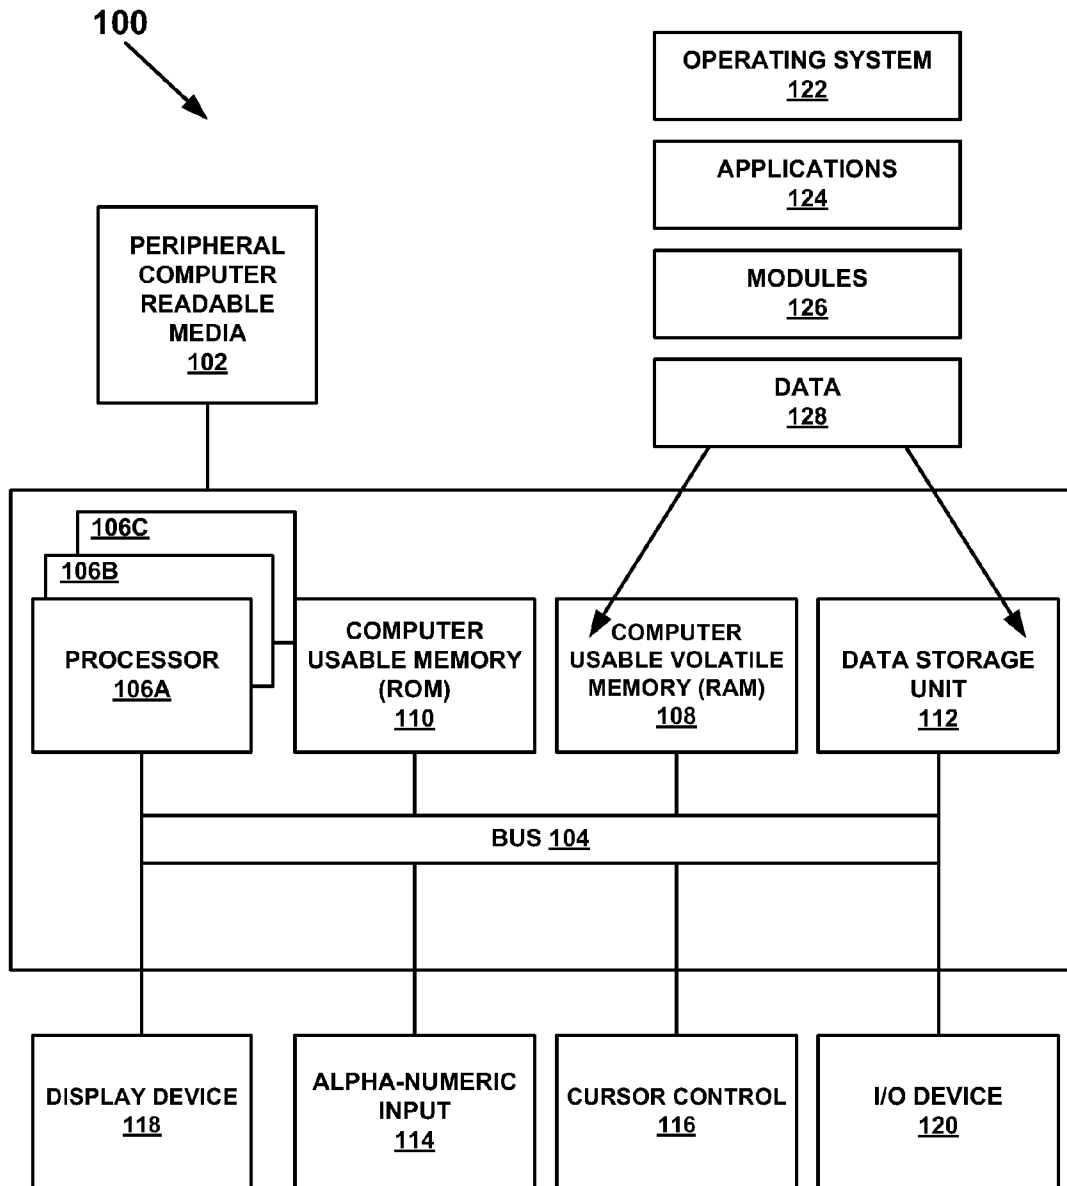 100
OPERATING SYSTEM
122
APPLICATIONS
124
MODULES
126
DATA
128
PERIPHERAL
COMPUTER
READABLE
MEDIA
102
106C
106B
PROCESSOR
106A
COMPUTER
USABLE MEMORY
(ROM)
110
COMPUTER
USABLE VOLATILE
MEMORY (RAM)
108
DATA STORAGE
UNIT
112
BUS 104
DISPLAY DEVICE
118
ALPHA-NUMERIC
INPUT
114
CURSOR CONTROL
116
I/O DEVICE
120